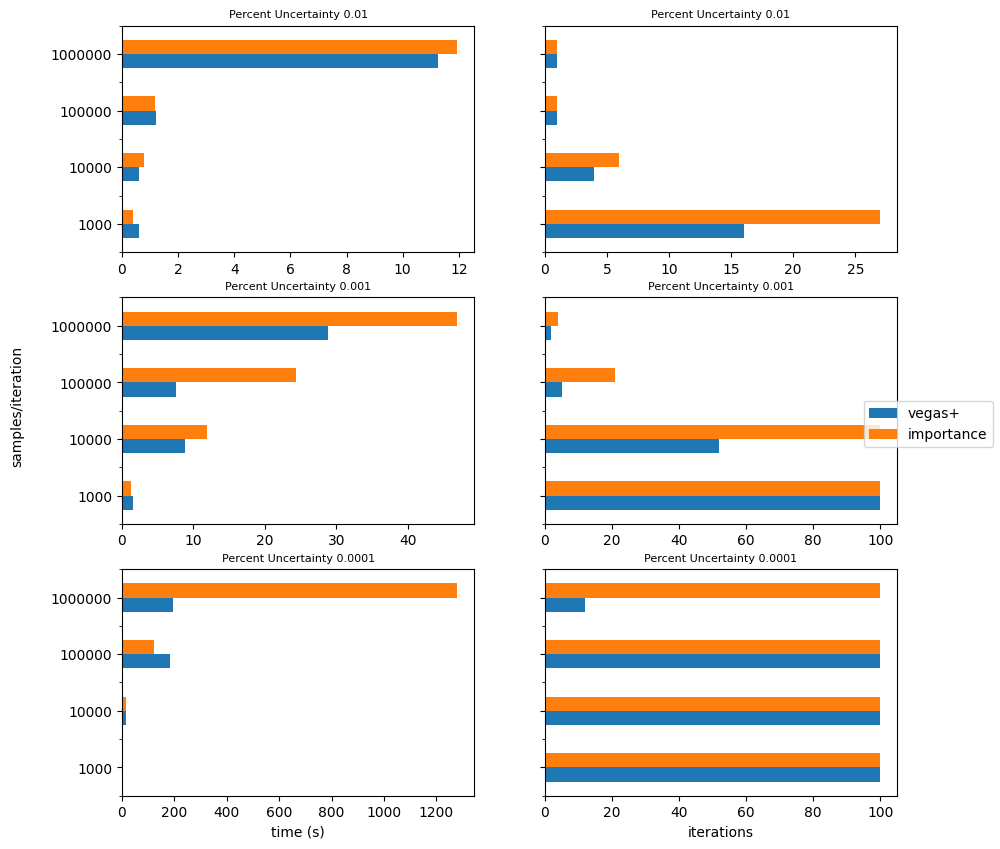 Percent Uncertainty 0.01
Percent Uncertainty 0.01
1000000
100000
10000
1000
0 2 4 6 8 10 12
0 5 10 15 20 25
Percent Uncertainty 0.001
Percent Uncertainty 0.001
samples/iteration
1000000
100000
10000
1000
0 10 20 30 40
0 20 40 60 80 100
vegas+
importance
Percent Uncertainty 0.0001
Percent Uncertainty 0.0001
1000000
100000
10000
1000
0 200 400 600 800 1000 1200
0 20 40 60 80 100
time (s)
iterations